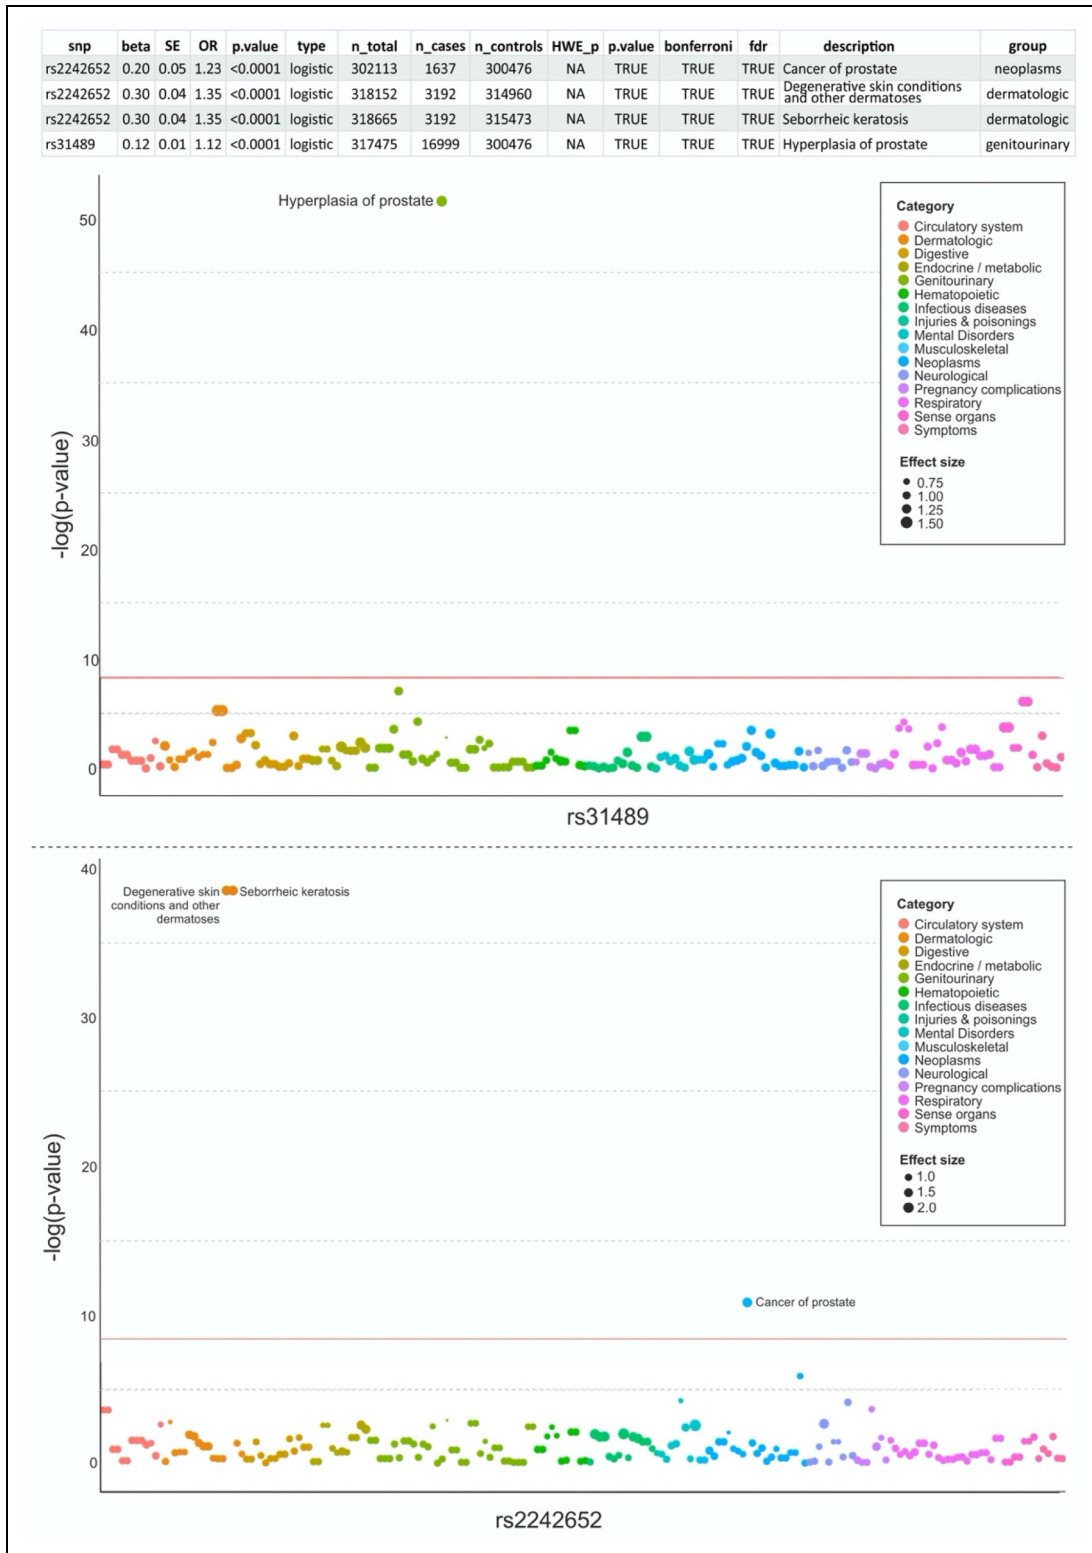 snp beta SE OR p.value type n_total n_cases n_controls HWE_p p.value bonferroni fdr description group
rs2242652 0.20 0.05 1.23 <0.0001 logistic 302113 1637 300476 NA TRUE TRUE TRUE Cancer of prostate neoplasms
rs2242652 0.30 0.04 1.35 <0.0001 logistic 318152 3192 314960 NA TRUE TRUE TRUE Degenerative skin conditions and other dermatoses dermatologic
rs2242652 0.30 0.04 1.35 <0.0001 logistic 318665 3192 315473 NA TRUE TRUE TRUE Seborrheic keratosis dermatologic
rs31489 0.12 0.01 1.12 <0.0001 logistic 317475 16999 300476 NA TRUE TRUE TRUE Hyperplasia of prostate genitourinary
Hyperplasia of prostate
50
40
30
20
10
0
-log(p-value)
Category
Circulatory system
Dermatologic
Digestive
Endocrine / metabolic
Genitourinary
Hematopoietic
Infectious diseases
Injuries & poisonings
Mental Disorders
Musculoskeletal
Neoplasms
Neurological
Pregnancy complications
Respiratory
Sense organs
Symptoms
Effect size
0.75
1.00
1.25
1.50
rs31489
40
30
20
10
0
-log(p-value)
Degenerative skin
conditions and other
dermatoses
Seborrheic keratosis
Category
Circulatory system
Dermatologic
Digestive
Endocrine / metabolic
Genitourinary
Hematopoietic
Infectious diseases
Injuries & poisonings
Mental Disorders
Musculoskeletal
Neoplasms
Neurological
Pregnancy complications
Respiratory
Sense organs
Symptoms
Effect size
1.0
1.5
2.0
Cancer of prostate
rs2242652